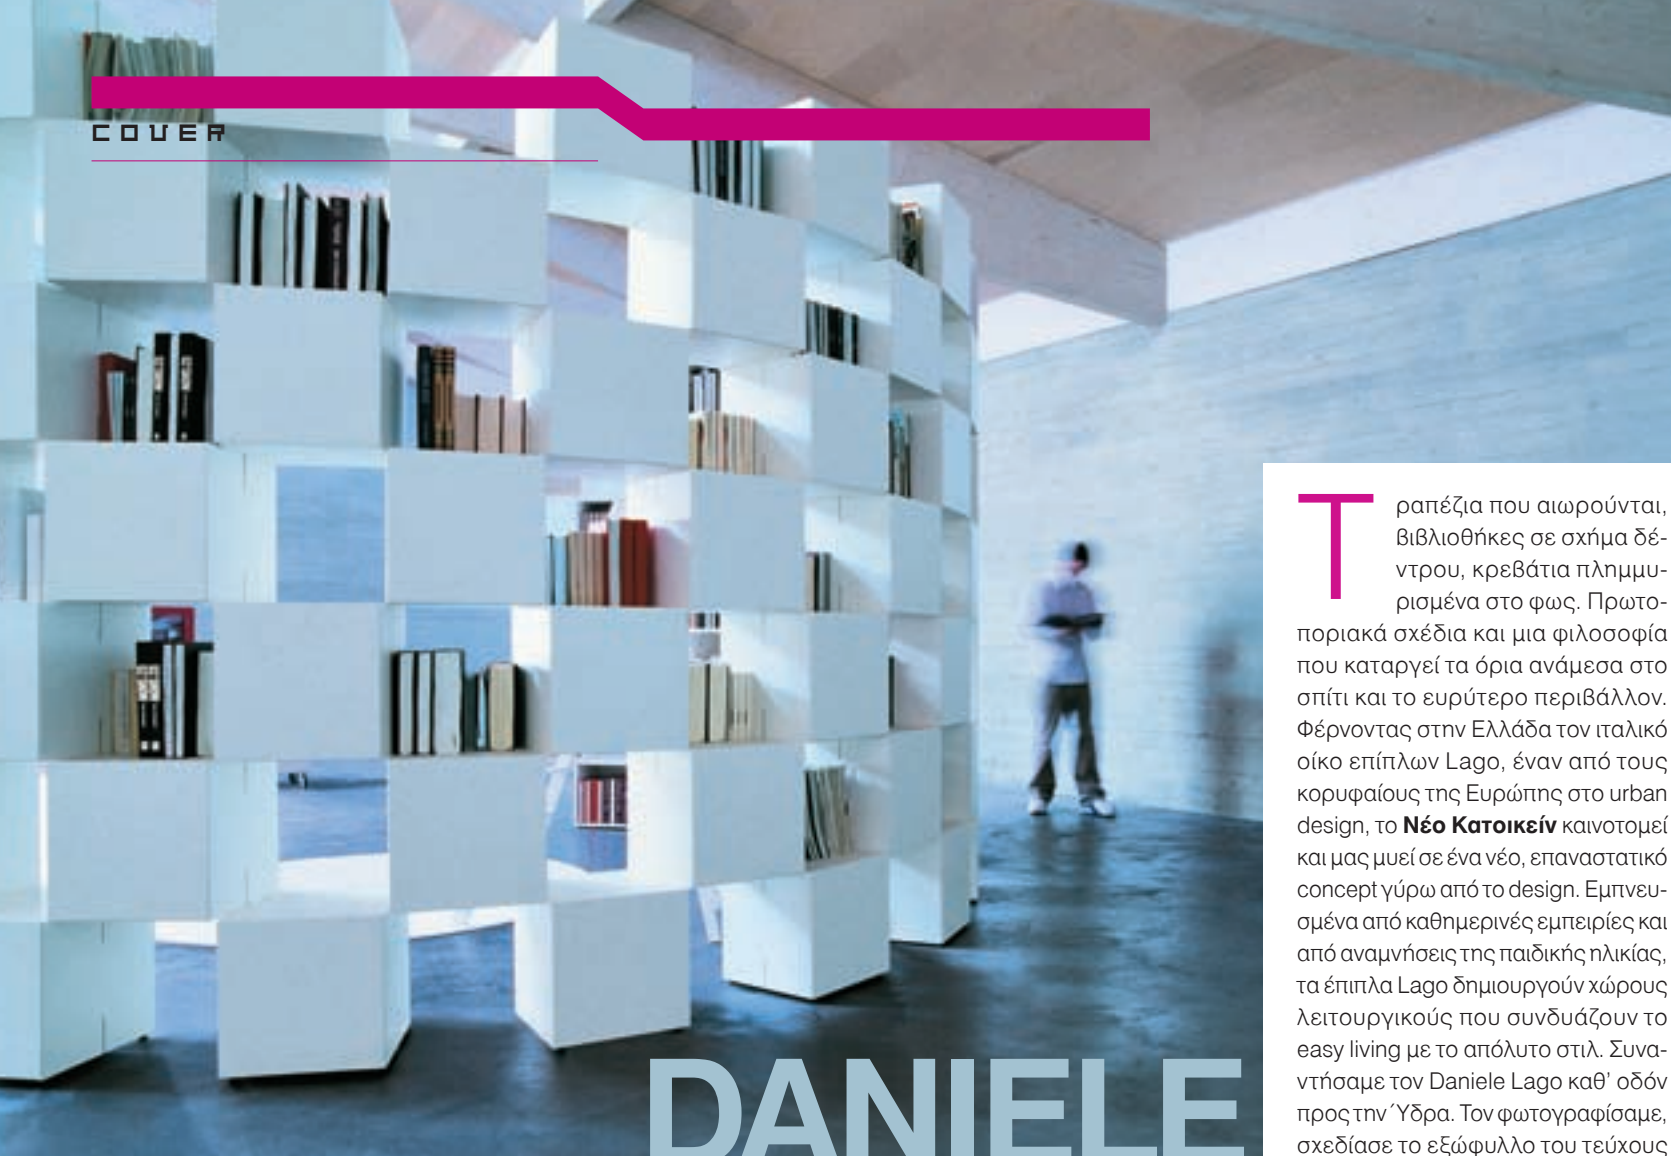 COVER
Τραπέζια που αιωρούνται,
βιβλιοθήκες σε σχήμα δέ-
ντρου, κρεβάτια πλημμυ-
ρισμένα στο φως. Πρωτο-
ποριακά σχέδια και μια φιλοσοφία
που καταργεί τα όρια ανάμεσα στο
σπίτι και το ευρύτερο περιβάλλον.
Φέρνοντας στην Ελλάδα τον ιταλικό
οίκο επίπλων Lago, έναν από τους
κορυφαίους της Ευρώπης στο urban
design, το Νέο Κατοικείν καινοτομεί
και μας μυεί σε ένα νέο, επαναστατικό
concept γύρω από το design. Εμπνευ-
σμένα από καθημερινές εμπειρίες και
από αναμνήσεις της παιδικής ηλικίας,
τα έπιπλα Lago δημιουργούν χώρους
λειτουργικούς που συνδυάζουν το
easy living με το απόλυτο στιλ. Συνα-
ντήσαμε τον Daniele Lago καθ’ οδόν
προς την Ύδρα. Τον φωτογραφίσαμε,
σχεδίασε το εξώφυλλο του τεύχους
DANIELE